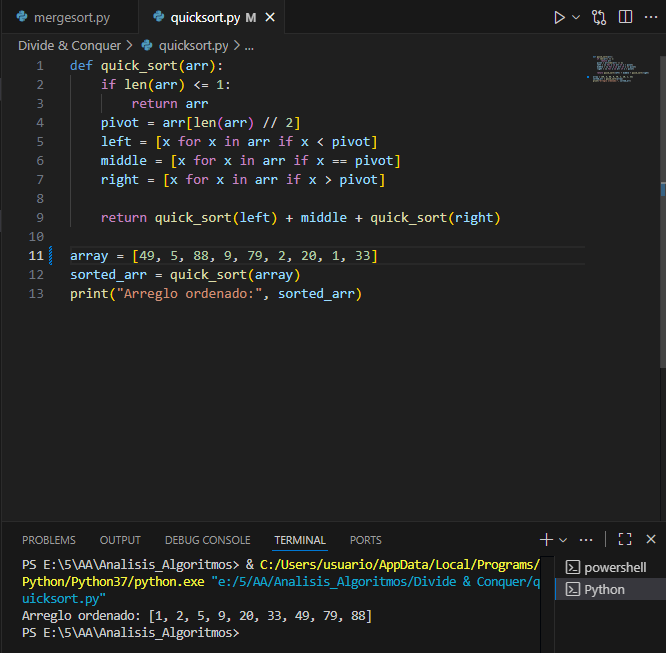 mergesort.py quicksort.py M
Divide & Conquer > quicksort.py > ...
1 def quick_sort(arr):
2     if len(arr) <= 1:
3         return arr
4     pivot = arr[len(arr) // 2]
5     left = [x for x in arr if x < pivot]
6     middle = [x for x in arr if x == pivot]
7     right = [x for x in arr if x > pivot]
8
9     return quick_sort(left) + middle + quick_sort(right)
10
11 array = [49, 5, 88, 9, 79, 2, 20, 1, 33]
12 sorted_arr = quick_sort(array)
13 print("Arreglo ordenado:", sorted_arr)
PROBLEMS OUTPUT DEBUG CONSOLE TERMINAL PORTS
PS E:\5\AA\Analisis_Algoritmos> & C:/Users/usuario/AppData/Local/Programs/
Python/Python37/python.exe "e:/5/AA/Analisis_Algoritmos/Divide & Conquer/q
uicksort.py"
Arreglo ordenado: [1, 2, 5, 9, 20, 33, 49, 79, 88]
PS E:\5\AA\Analisis_Algoritmos>
powershell
Python